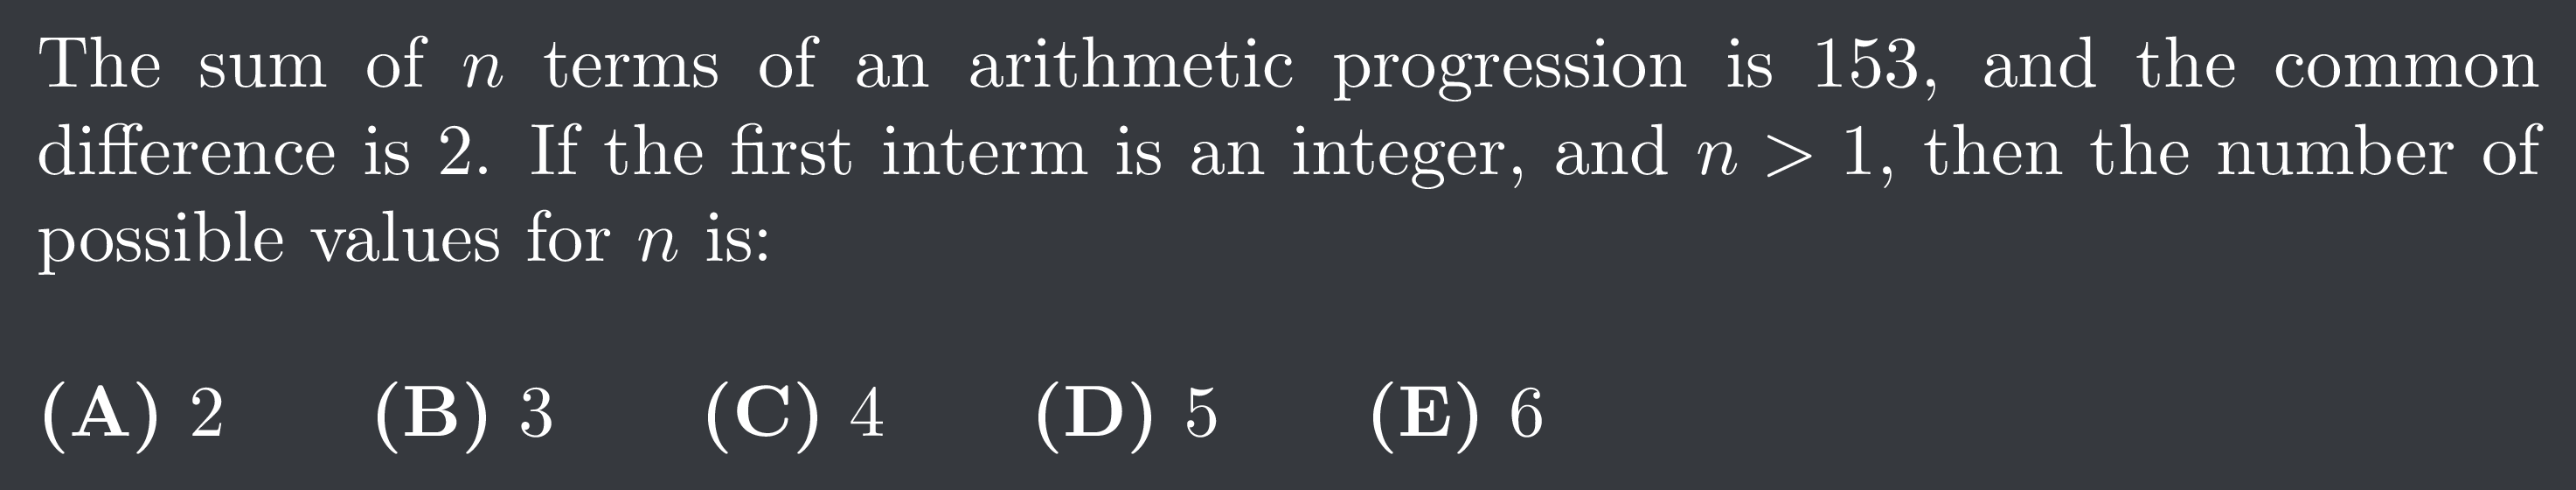 The sum of n terms of an arithmetic progression is 153, and the common
difference is 2. If the first interm is an integer, and n > 1, then the number of
possible values for n is:
(A) 2 (B) 3 (C) 4 (D) 5 (E) 6